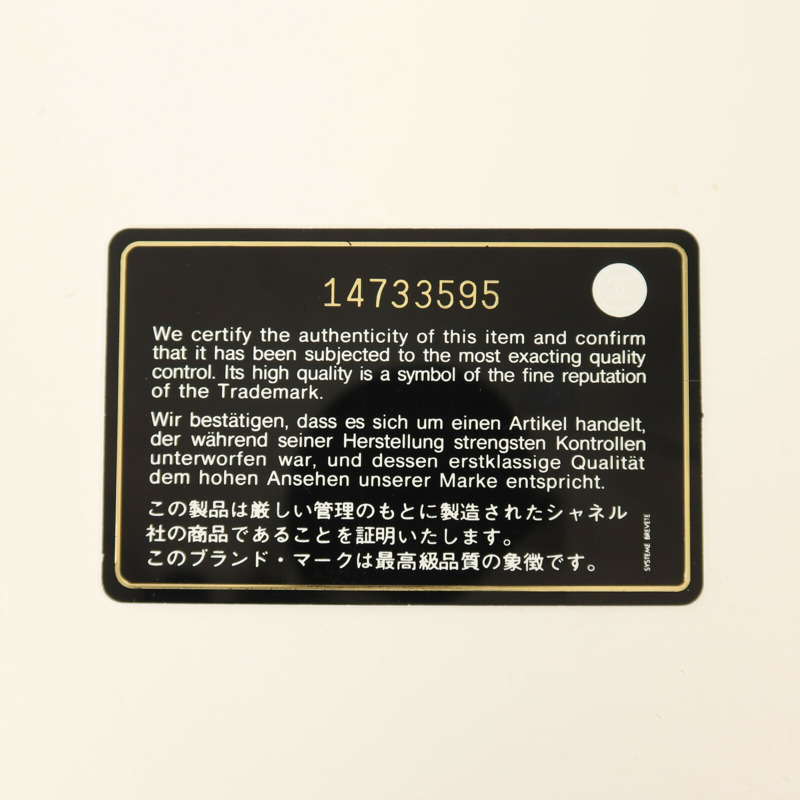 14733595
We certify the authenticity of this item and confirm
that it has been subjected to the most exacting quality
control. Its high quality is a symbol of the fine reputation
of the Trademark.
Wir bestätigen, dass es sich um einen Artikel handelt,
der während seiner Herstellung strengsten Kontrollen
unterworfen war, und dessen erstklassige Qualität
dem hohen Ansehen unserer Marke entspricht.
この製品は厳しい管理のもとに製造されたシャネル
社の商品であることを証明いたします。
このブランド・マークは最高級品質の象徴です。
SYSTEME BREVETE